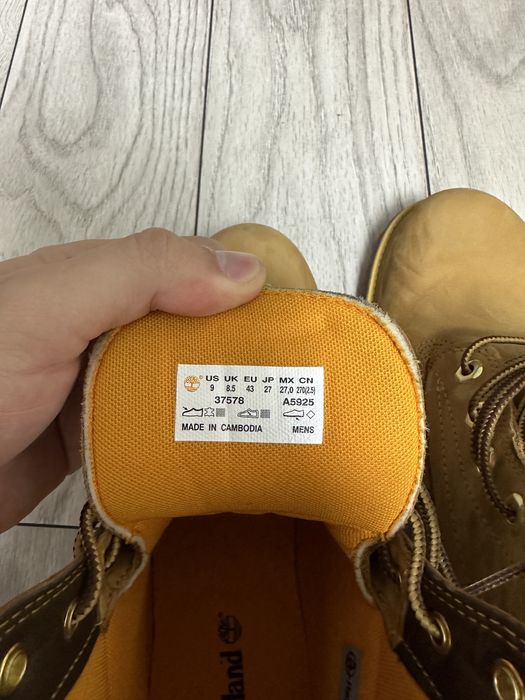 US UK EU JP MX CN
9 8.5 43 27 27,0 270(2.5)
37578 A5925
MADE IN CAMBODIA MENS
land